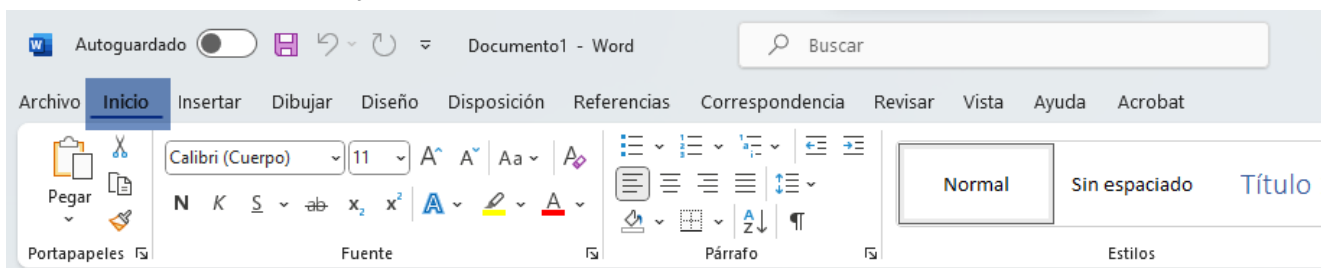 Autoguardado Documento1 - Word Buscar
Archivo Inicio Insertar Dibujar Diseño Disposición Referencias Correspondencia Revisar Vista Ayuda Acrobat
Calibri (Cuerpo) 11 A A Aa A
Pegar N K S ab x₂ x² A A Normal Sin espaciado Título
Portapapeles Fuente Párrafo Estilos